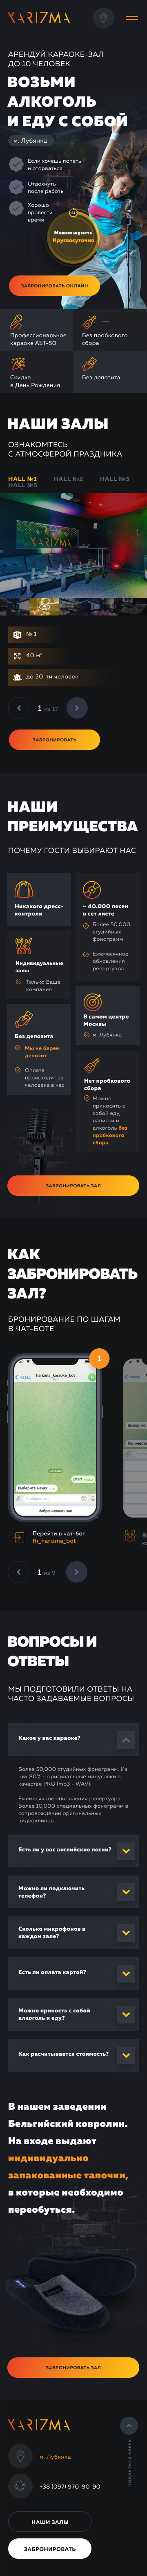 XARIZMA
АРЕНДУЙ КАРАОКЕ-ЗАЛ
ДО 10 ЧЕЛОВЕК
ВОЗЬМИ
АЛКОГОЛЬ
И ЕДУ С СОБОЙ
м. Лубянка
Если хочешь попеть
и оторваться
Отдохнуть
после работы
Хорошо
провести
время
24
Можно шуметь
Круглосуточно
ЗАБРОНИРОВАТЬ ОНЛАЙН
Профессиональное
караоке AST-50
Без пробкового
сбора
Скидка
в День Рождения
Без депозита
НАШИ ЗАЛЫ
ОЗНАКОМТЕСЬ
С АТМОСФЕРОЙ ПРАЗДНИКА
HALL №1 HALL №2 HALL №3
HALL №5
№ 1
40 м²
до 20-ти человек
1 из 17
ЗАБРОНИРОВАТЬ
НАШИ
ПРЕИМУЩЕСТВА
ПОЧЕМУ ГОСТИ ВЫБИРАЮТ НАС
Никакого дресс-
контроля
Индивидуальные
залы
Только Ваша
компания
Без депозита
Мы не берем
депозит
Оплата
происходит за
человека в час
~ 40.000 песен
в сет листе
Более 50,000
студийных
фонограмм
Ежемесячное
обновления
репертуара
В самом центре
Москвы
м. Лубянка
Нет пробкового
сбора
Можно
приносить с
собой еду,
напитки и
алкоголь без
пробкового
сбора
ЗАБРОНИРОВАТЬ ЗАЛ
КАК
ЗАБРОНИРОВАТЬ
ЗАЛ?
БРОНИРОВАНИЕ ПО ШАГАМ
В ЧАТ-БОТЕ
1
Назад
harizma_karaoke_bot
Выберите меню:
Сообщение
Забронировать зал
Перейти в чат-бот
fh_harizma_bot
1 из 9
ВОПРОСЫ И
ОТВЕТЫ
МЫ ПОДГОТОВИЛИ ОТВЕТЫ НА
ЧАСТО ЗАДАВАЕМЫЕ ВОПРОСЫ
Какое у вас караоке?
Более 50,000 студийных фонограмм. Из
них 80% - оригинальные минусовки в
качестве PRO (mp3 - WAV).
Ежемесячное обновления репертуара.
Более 10,000 специальных фонограмм в
сопровождении оригинальных
видеоклипов.
Есть ли у вас английские песни?
Можно ли подключить
телефон?
Сколько микрофонов в
каждом зале?
Есть ли оплата картой?
Можно приность с собой
алкоголь и еду?
Как расчитывается стоимость?
В нашем заведении
Бельгийский ковролин.
На входе выдают
индивидуально
запакованные тапочки,
в которые необходимо
переобуться.
ЗАБРОНИРОВАТЬ ЗАЛ
XARIZMA
м. Лубянка
+38 (097) 970-90-90
ПОДНЯТЬСЯ ВВЕРХ
НАШИ ЗАЛЫ
ЗАБРОНИРОВАТЬ